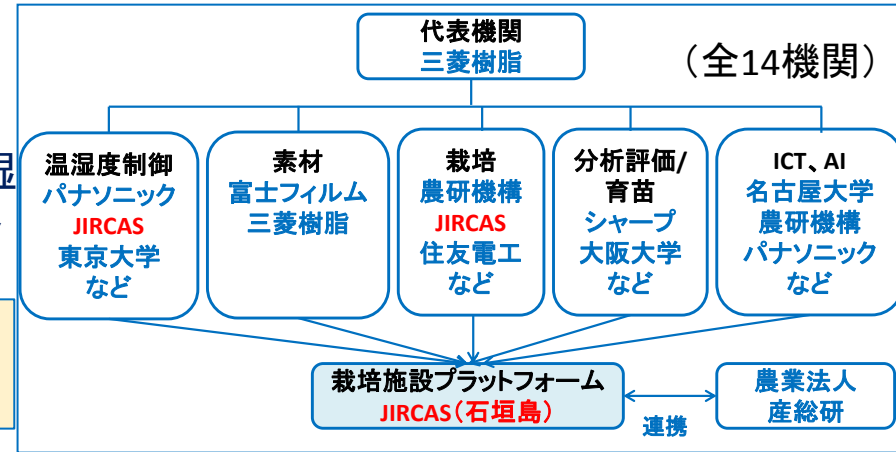 代表機関
三菱樹脂
（全14機関）
湿
温湿度制御
パナソニック
JIRCAS
東京大学
など
素材
富士フィルム
三菱樹脂
栽培
農研機構
JIRCAS
住友電工
など
分析評価/
育苗
シャープ
大阪大学
など
ICT、AI
名古屋大学
農研機構
パナソニック
など
栽培施設プラットフォーム
JIRCAS（石垣島）
連携
農業法人
産総研